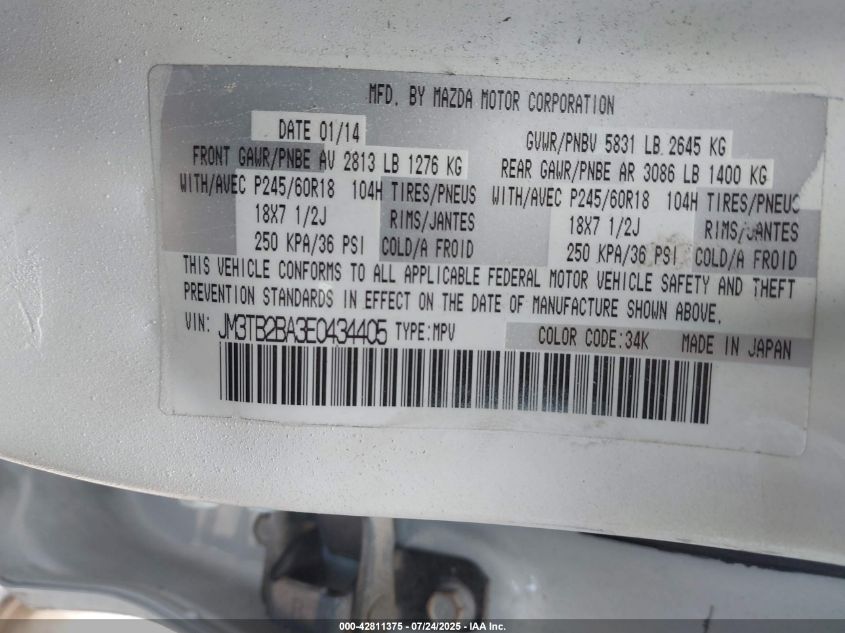 MFD. BY MAZDA MOTOR CORPORATION
DATE 01/14 GVWR/PNBV 5831 LB 2645 KG
FRONT GAWR/PNBE AV 2813 LB 1276 KG REAR GAWR/PNBE AR 3086 LB 1400 KG
WITH/AVEC P245/60R18 104H TIRES/PNEUS WITH/AVEC P245/60R18 104H TIRES/PNEUS
18X7 1/2J RIMS/JANTES 18X7 1/2J RIMS/JANTES
250 KPA/36 PSI COLD/A FROID 250 KPA/36 PSI COLD/A FROID
THIS VEHICLE CONFORMS TO ALL APPLICABLE FEDERAL MOTOR VEHICLE SAFETY AND THEFT
PREVENTION STANDARDS IN EFFECT ON THE DATE OF MANUFACTURE SHOWN ABOVE.
VIN: JM3TB2BA3E0434405 TYPE:MPV COLOR CODE:34K MADE IN JAPAN
000-42811375 - 07/24/2025 - IAA Inc.